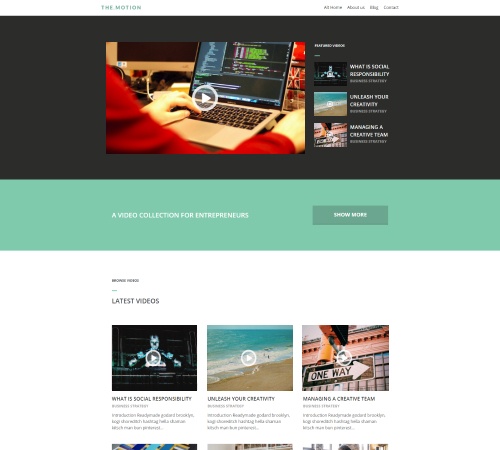 THE MOTION
Alt Home About us Blog Contact
FEATURED VIDEOS
WHAT IS SOCIAL
RESPONSIBILITY
BUSINESS STRATEGY
UNLEASH YOUR
CREATIVITY
BUSINESS STRATEGY
MANAGING A
CREATIVE TEAM
BUSINESS STRATEGY
A VIDEO COLLECTION FOR ENTREPRENEURS
SHOW MORE
BROWSE VIDEOS
LATEST VIDEOS
ONE WAY
WHAT IS SOCIAL RESPONSIBILITY
BUSINESS STRATEGY
Introduction Readymade godard brooklyn,
kogi shoreditch hashtag hella shaman
kitsch man bun pinterest...
UNLEASH YOUR CREATIVITY
BUSINESS STRATEGY
Introduction Readymade godard brooklyn,
kogi shoreditch hashtag hella shaman
kitsch man bun pinterest...
MANAGING A CREATIVE TEAM
BUSINESS STRATEGY
Introduction Readymade godard brooklyn,
kogi shoreditch hashtag hella shaman
kitsch man bun pinterest...